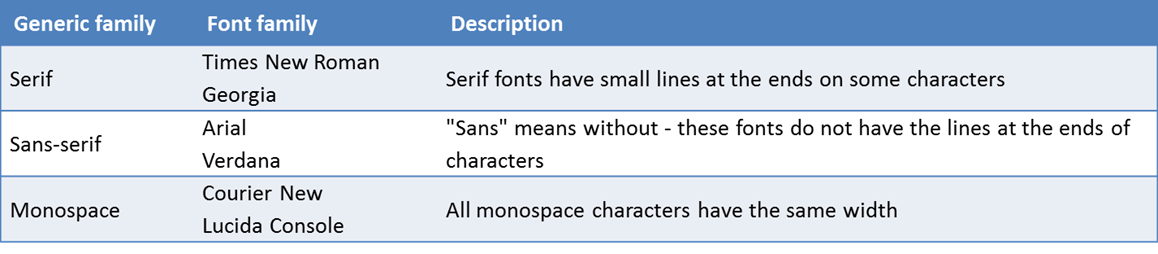 Generic family Font family Description
Serif
Times New Roman
Georgia
Serif fonts have small lines at the ends on some characters
Sans-serif
Arial
Verdana
"Sans" means without - these fonts do not have the lines at the ends of
characters
Monospace
Courier New
Lucida Console
All monospace characters have the same width